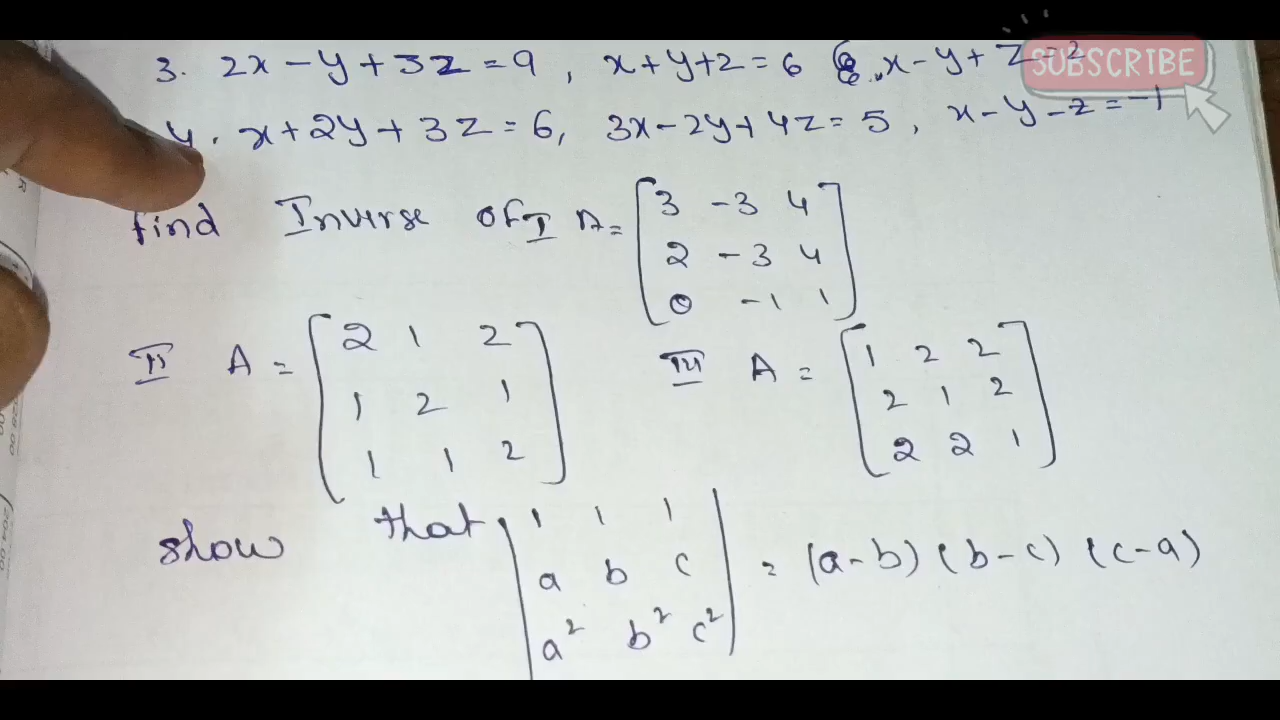 3. 2x - y + 3z = 9 , x + y + z = 6 & x - y + z = 2
4. x + 2y + 3z = 6, 3x - 2y + 4z = 5 , x - y - z = -1
SUBSCRIBE
find Inverse of I A = [3 -3 4
2 -3 4
0 -1 1]
II A = [2 1 2
1 2 1
1 1 2]
III A = [1 2 2
2 1 2
2 2 1]
show that |1 1 1
a b c
a² b² c²| = (a-b) (b-c) (c-a)